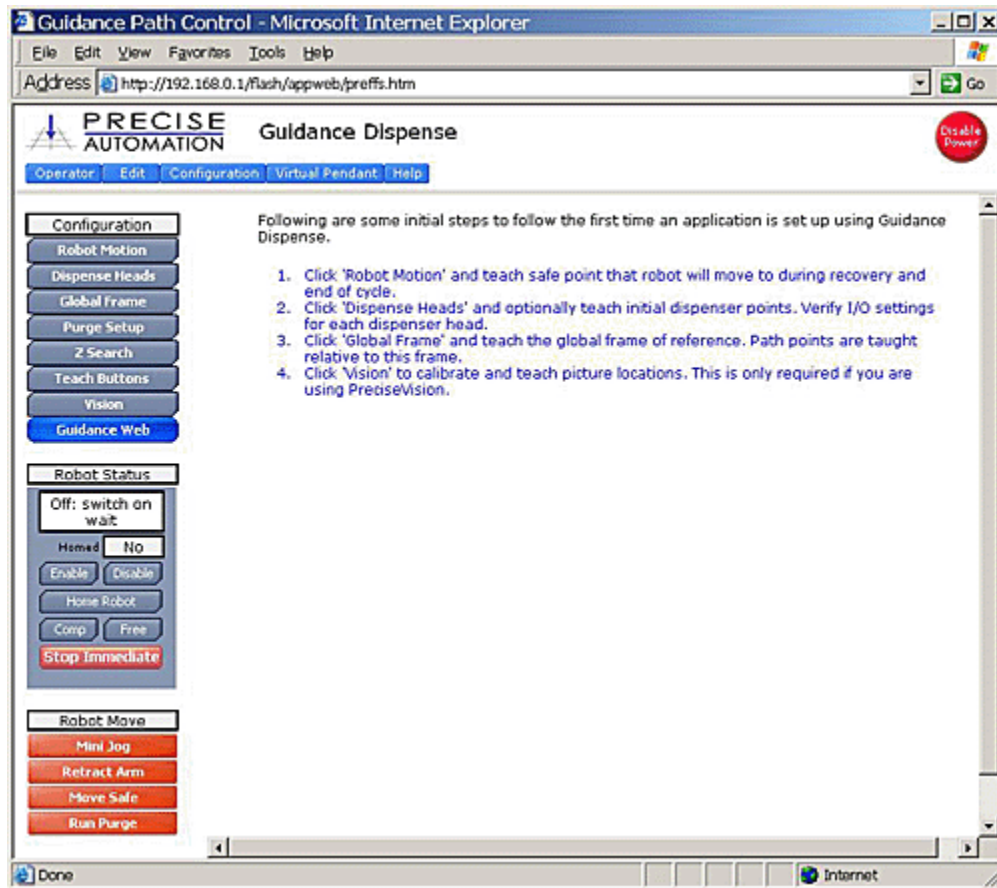 Guidance Path Control - Microsoft Internet Explorer
File Edit View Favorites Tools Help
Address http://192.168.0.1/flash/appweb/preffs.htm Go
PRECISE
AUTOMATION
Guidance Dispense
Disable
Power
Operator Edit Configuration Virtual Pendant Help
Configuration
Robot Motion
Dispense Heads
Global Frame
Purge Setup
Z Search
Teach Buttons
Vision
Guidance Web
Following are some initial steps to follow the first time an application is set up using Guidance
Dispense.
1. Click 'Robot Motion' and teach safe point that robot will move to during recovery and
end of cycle.
2. Click 'Dispense Heads' and optionally teach initial dispenser points. Verify I/O settings
for each dispenser head.
3. Click 'Global Frame' and teach the global frame of reference. Path points are taught
relative to this frame.
4. Click 'Vision' to calibrate and teach picture locations. This is only required if you are
using PreciseVision.
Robot Status
Off: switch on
wait
Homed No
Enable Disable
Home Robot
Comp Free
Stop Immediate
Robot Move
Mini Jog
Retract Arm
Move Safe
Run Purge
Done
Internet